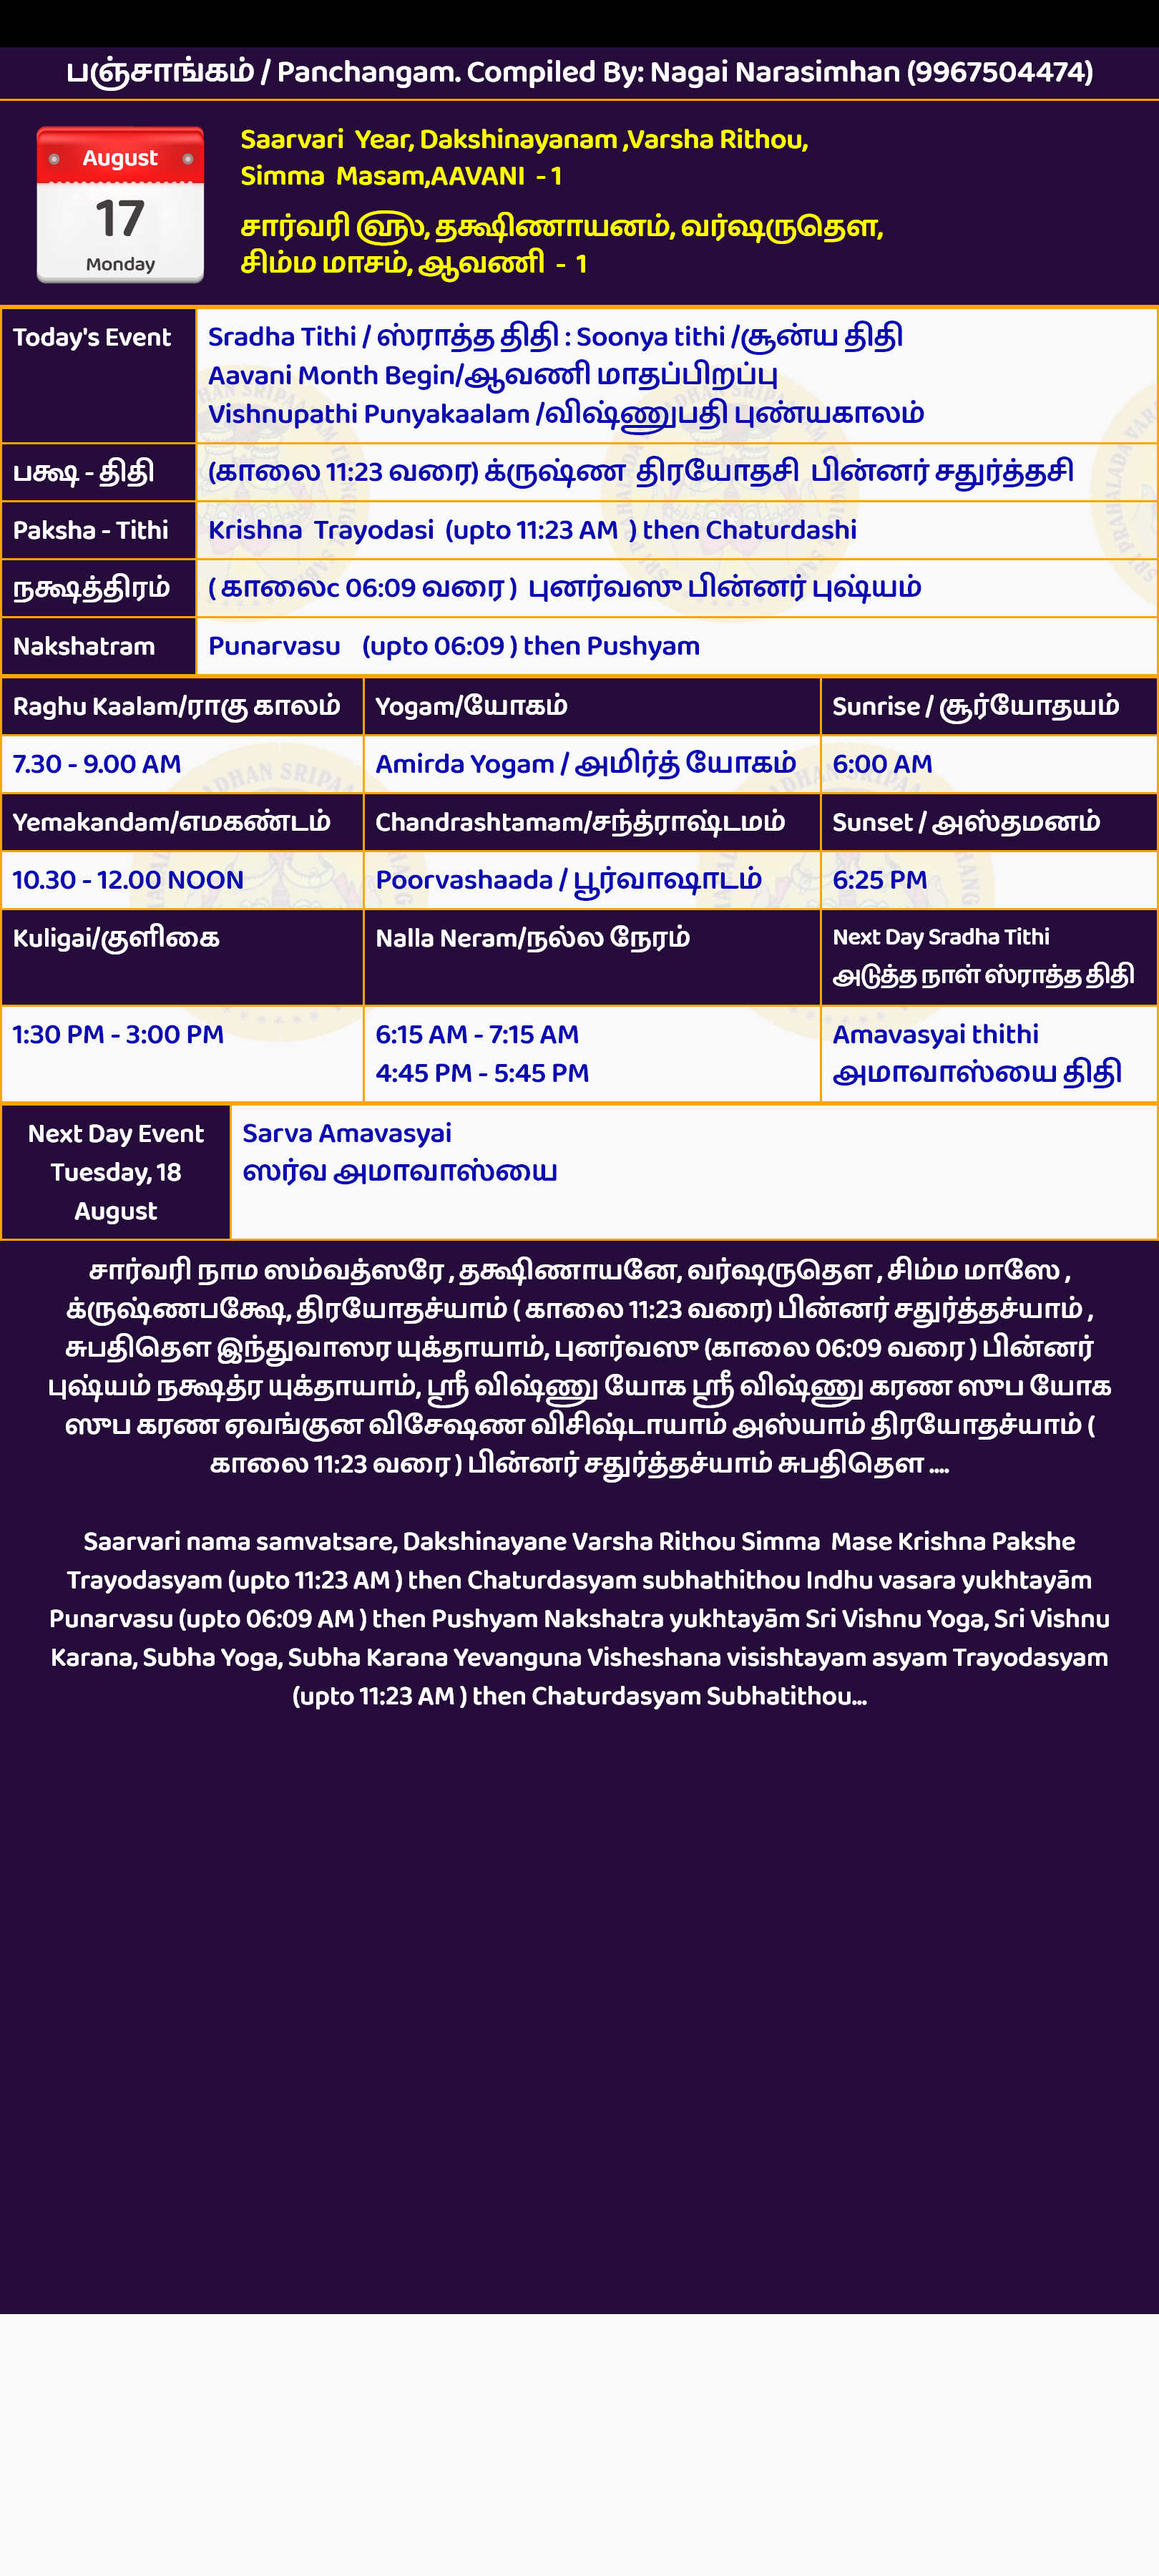 பஞ்சாங்கம் / Panchangam. Compiled By: Nagai Narasimhan (9967504474)
August
17
Monday
Saarvari Year, Dakshinayanam ,Varsha Rithou,
Simma Masam,AAVANI - 1
சார்வரி ௵, தக்ஷிணாயனம், வர்ஷருதௌ,
சிம்ம மாசம், ஆவணி - 1
Today's Event
Sradha Tithi / ஸ்ராத்த திதி : Soonya tithi /சூன்ய திதி
Aavani Month Begin/ஆவணி மாதப்பிறப்பு
Vishnupathi Punyakaalam /விஷ்ணுபதி புண்யகாலம்
பக்ஷ - திதி
(காலை 11:23 வரை) க்ருஷ்ண திரயோதசி பின்னர் சதுர்த்தசி
Paksha - Tithi
Krishna Trayodasi (upto 11:23 AM ) then Chaturdashi
நக்ஷத்திரம்
( காலைc 06:09 வரை ) புனர்வஸு பின்னர் புஷ்யம்
Nakshatram
Punarvasu (upto 06:09 ) then Pushyam
Raghu Kaalam/ராகு காலம்
Yogam/யோகம்
Sunrise / சூர்யோதயம்
7.30 - 9.00 AM
Amirda Yogam / அமிர்த் யோகம்
6:00 AM
Yemakandam/எமகண்டம்
Chandrashtamam/சந்த்ராஷ்டமம்
Sunset / அஸ்தமனம்
10.30 - 12.00 NOON
Poorvashaada / பூர்வாஷாடம்
6:25 PM
Kuligai/குளிகை
Nalla Neram/நல்ல நேரம்
Next Day Sradha Tithi
அடுத்த நாள் ஸ்ராத்த திதி
1:30 PM - 3:00 PM
6:15 AM - 7:15 AM
4:45 PM - 5:45 PM
Amavasyai thithi
அமாவாஸ்யை திதி
Next Day Event
Tuesday, 18
August
Sarva Amavasyai
ஸர்வ அமாவாஸ்யை
சார்வரி நாம ஸம்வத்ஸரே , தக்ஷிணாயனே, வர்ஷருதௌ , சிம்ம மாஸே ,
க்ருஷ்ணபக்ஷே, திரயோதச்யாம் ( காலை 11:23 வரை) பின்னர் சதுர்த்தச்யாம் ,
சுபதிதௌ இந்துவாஸர யுக்தாயாம், புனர்வஸு (காலை 06:09 வரை ) பின்னர்
புஷ்யம் நக்ஷத்ர யுக்தாயாம், ஸ்ரீ விஷ்ணு யோக ஸ்ரீ விஷ்ணு கரண ஸுப யோக
ஸுப கரண ஏவங்குன விசேஷண விசிஷ்டாயாம் அஸ்யாம் திரயோதச்யாம் (
காலை 11:23 வரை ) பின்னர் சதுர்த்தச்யாம் சுபதிதௌ ....
Saarvari nama samvatsare, Dakshinayane Varsha Rithou Simma Mase Krishna Pakshe
Trayodasyam (upto 11:23 AM ) then Chaturdasyam subhathithou Indhu vasara yukhtayām
Punarvasu (upto 06:09 AM ) then Pushyam Nakshatra yukhtayām Sri Vishnu Yoga, Sri Vishnu
Karana, Subha Yoga, Subha Karana Yevanguna Visheshana visishtayam asyam Trayodasyam
(upto 11:23 AM ) then Chaturdasyam Subhatithou...